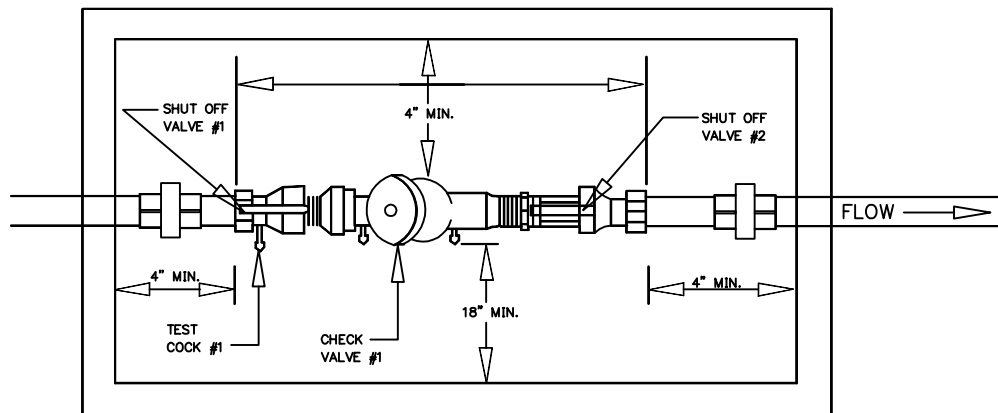 SHUT OFF
VALVE #1
4" MIN.
SHUT OFF
VALVE #2
FLOW
4" MIN.
4" MIN.
18" MIN.
TEST
COCK #1
CHECK
VALVE #1